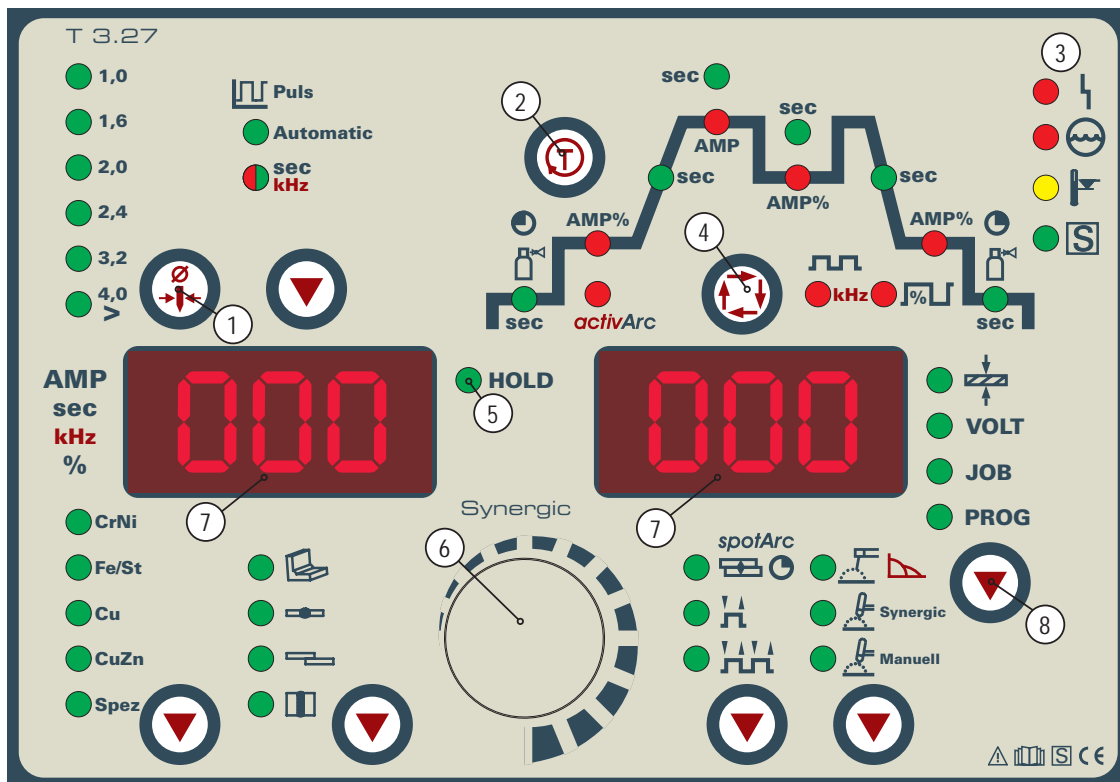 T 3.27
1,0
1,6
2,0
2,4
3,2
4,0
>
Puls
Automatic
sec
kHz
1
2
T
sec
AMP
sec
AMP%
sec
sec
AMP%
AMP%
sec
activArc
4
kHz
%
sec
3
S
AMP
sec
kHz
%
000
7
HOLD
5
000
7
VOLT
JOB
PROG
8
CrNi
Fe/St
Cu
CuZn
Spez
Synergic
6
spotArc
Synergic
Manuell
S CE